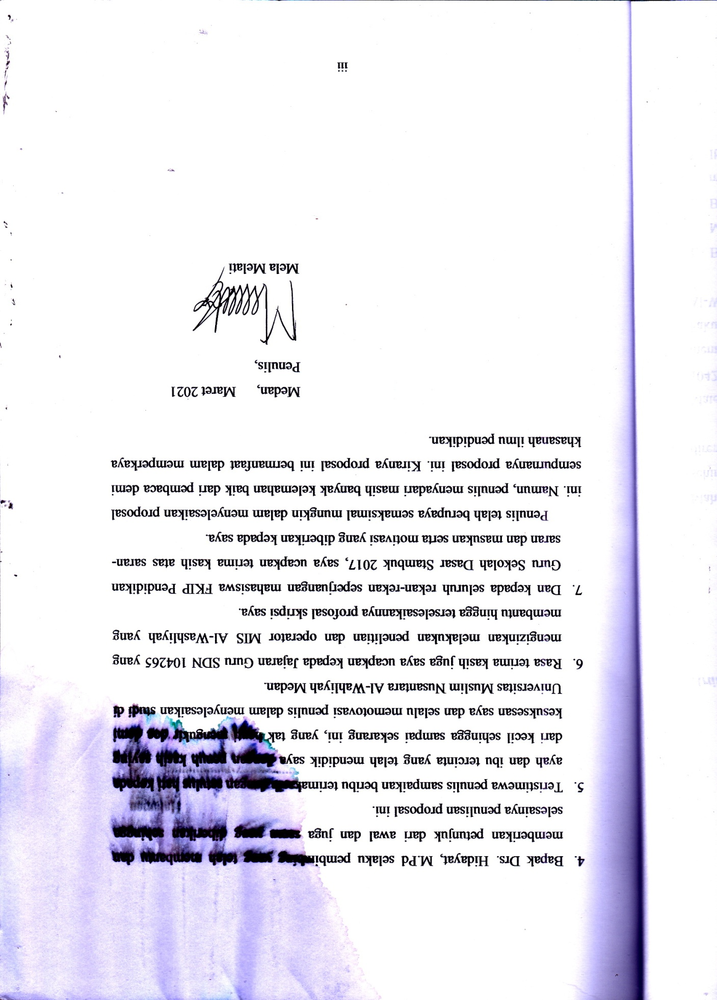 4. Bapak Drs. Hidayat, M.Pd selaku pembimbing yang telah membantu dan
memberikan petunjuk dari awal dan juga yang diberikan sehingga
selesainya penulisan proposal ini.
5. Teristimewa penulis sampaikan beribu terimakasih dengan setulus hati kepada
ayah dan ibu tercinta yang telah mendidik saya dengan penuh kasih saying
dari kecil sehingga sampai sekarang ini, yang tak demi
kesuksesan saya dan selalu memotovasi penulis dalam menyelesaikan studi di
Universitas Muslim Nusantara Al-Wahliyah Medan.
6. Rasa terima kasih juga saya ucapkan kepada Jajaran Guru SDN 104265 yang
mengizinkan melakukan penelitian dan operator MIS Al-Washliyah yang
membantu hingga terselesaikannya profosal skripsi saya.
7. Dan kepada seluruh rekan-rekan seperjuangan mahasiswa FKIP Pendidikan
Guru Sekolah Dasar Stambuk 2017, saya ucapkan terima kasih atas saran-
saran dan masukan serta motivasi yang diberikan kepada saya.
Penulis telah berupaya semaksimal mungkin dalam menyelesaikan proposal
ini. Namun, penulis menyadari masih banyak kelemahan baik dari pembaca demi
sempurnanya proposal ini. Kiranya proposal ini bermanfaat dalam memperkaya
khasanah ilmu pendidikan.
Medan, Maret 2021
Penulis,
Mela Melati
iii